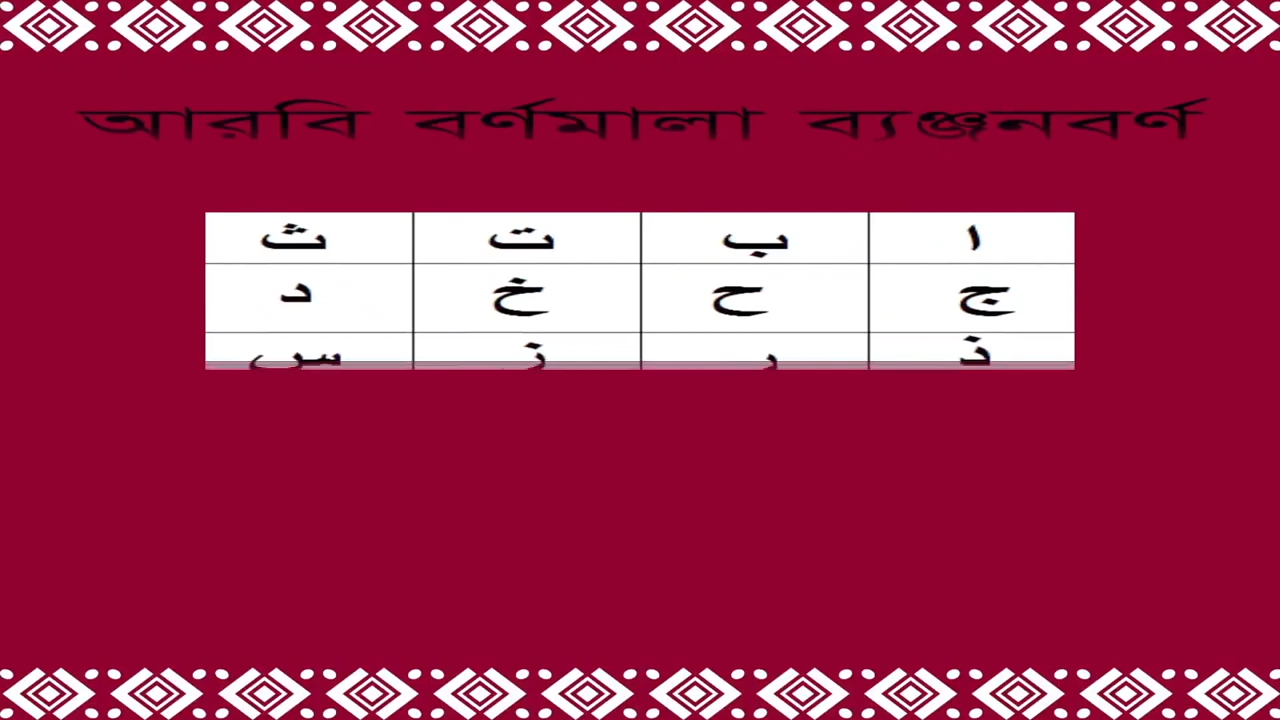 আরবি বর্ণমালা ব্যঞ্জনবর্ণ
ا ب ت ث
ج ح خ د
ذ ر ز س